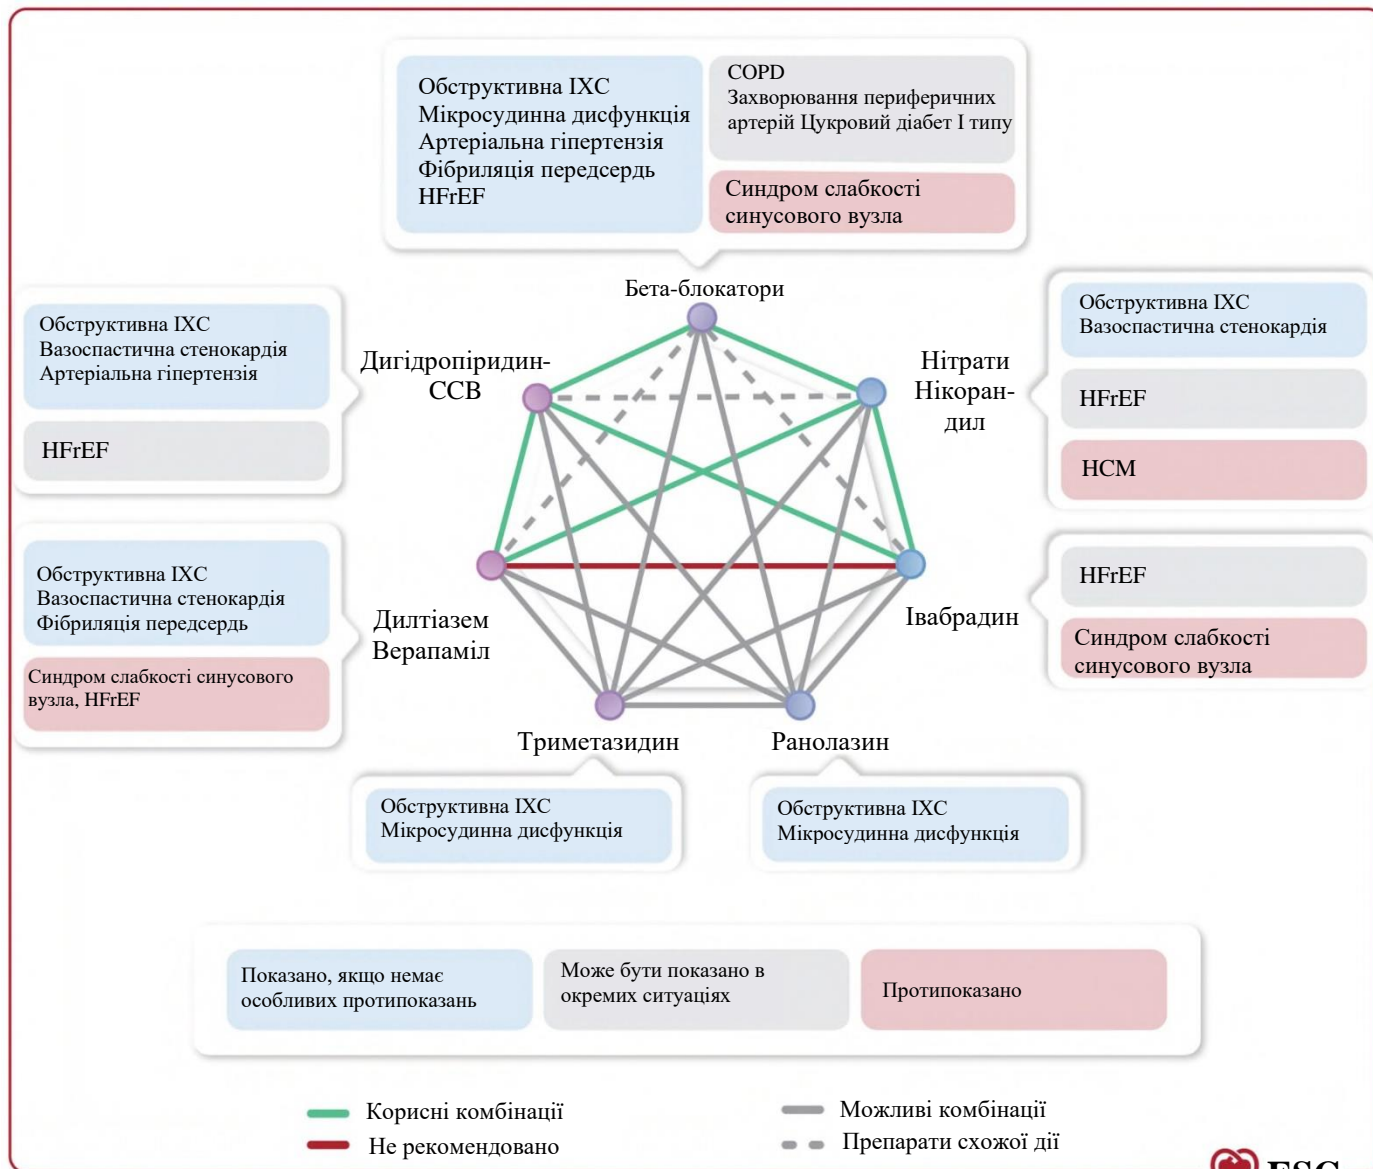 Обструктивна ІХС
Мікросудинна дисфункція
Артеріальна гіпертензія
Фібриляція передсердь
HFrEF
COPD
Захворювання периферичних
артерій Цукровий діабет І типу
Синдром слабкості
синусового вузла
Бета-блокатори
Обструктивна ІХС
Вазоспастична стенокардія
Артеріальна гіпертензія
HFrEF
Дигідропіридин-
ССВ
Нітрати
Нікоран-
дил
Обструктивна ІХС
Вазоспастична стенокардія
HFrEF
HCM
Обструктивна ІХС
Вазоспастична стенокардія
Фібриляція передсердь
Синдром слабкості синусового
вузла, HFrEF
Дилтіазем
Верапаміл
Івабрадин
HFrEF
Синдром слабкості
синусового вузла
Триметазидин
Ранолазин
Обструктивна ІХС
Мікросудинна дисфункція
Обструктивна ІХС
Мікросудинна дисфункція
Показано, якщо немає
особливих протипоказань
Може бути показано в
окремих ситуаціях
Протипоказано
Корисні комбінації
Не рекомендовано
Можливі комбінації
Препарати схожої дії
ESC